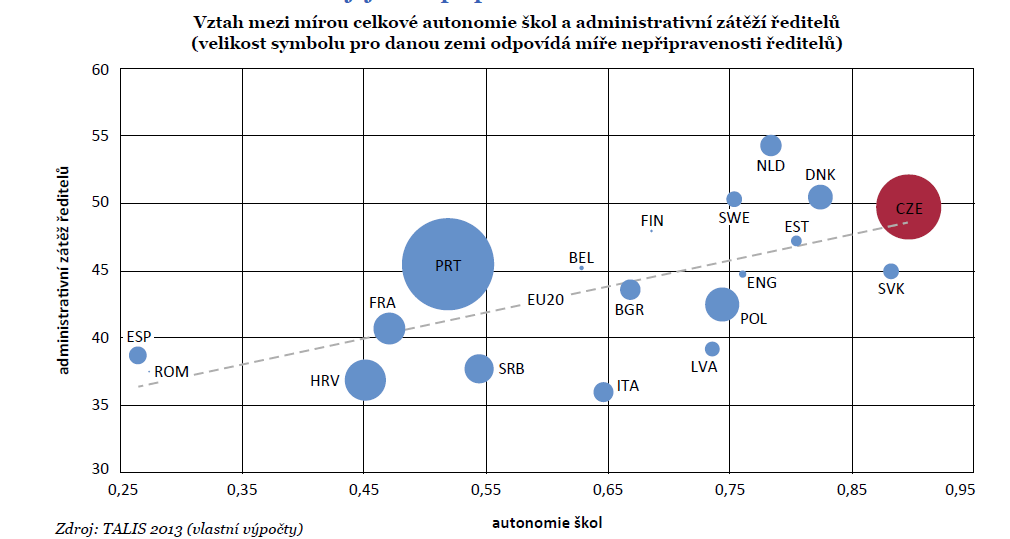 Vztah mezi mírou celkové autonomie škol a administrativní zátěží ředitelů
(velikost symbolu pro danou zemi odpovídá míře nepřipravenosti ředitelů)
60
55
NLD
DNK
50
CZE
SWE
FIN
EST
PRT
BEL
45
ENG
SVK
EU20
FRA
BGR
POL
40
ESP
LVA
ROM
SRB
HRV
ITA
35
30
administrativní zátěž ředitelů
0,25 0,35 0,45 0,55 0,65 0,75 0,85 0,95
autonomie škol
Zdroj: TALIS 2013 (vlastní výpočty)